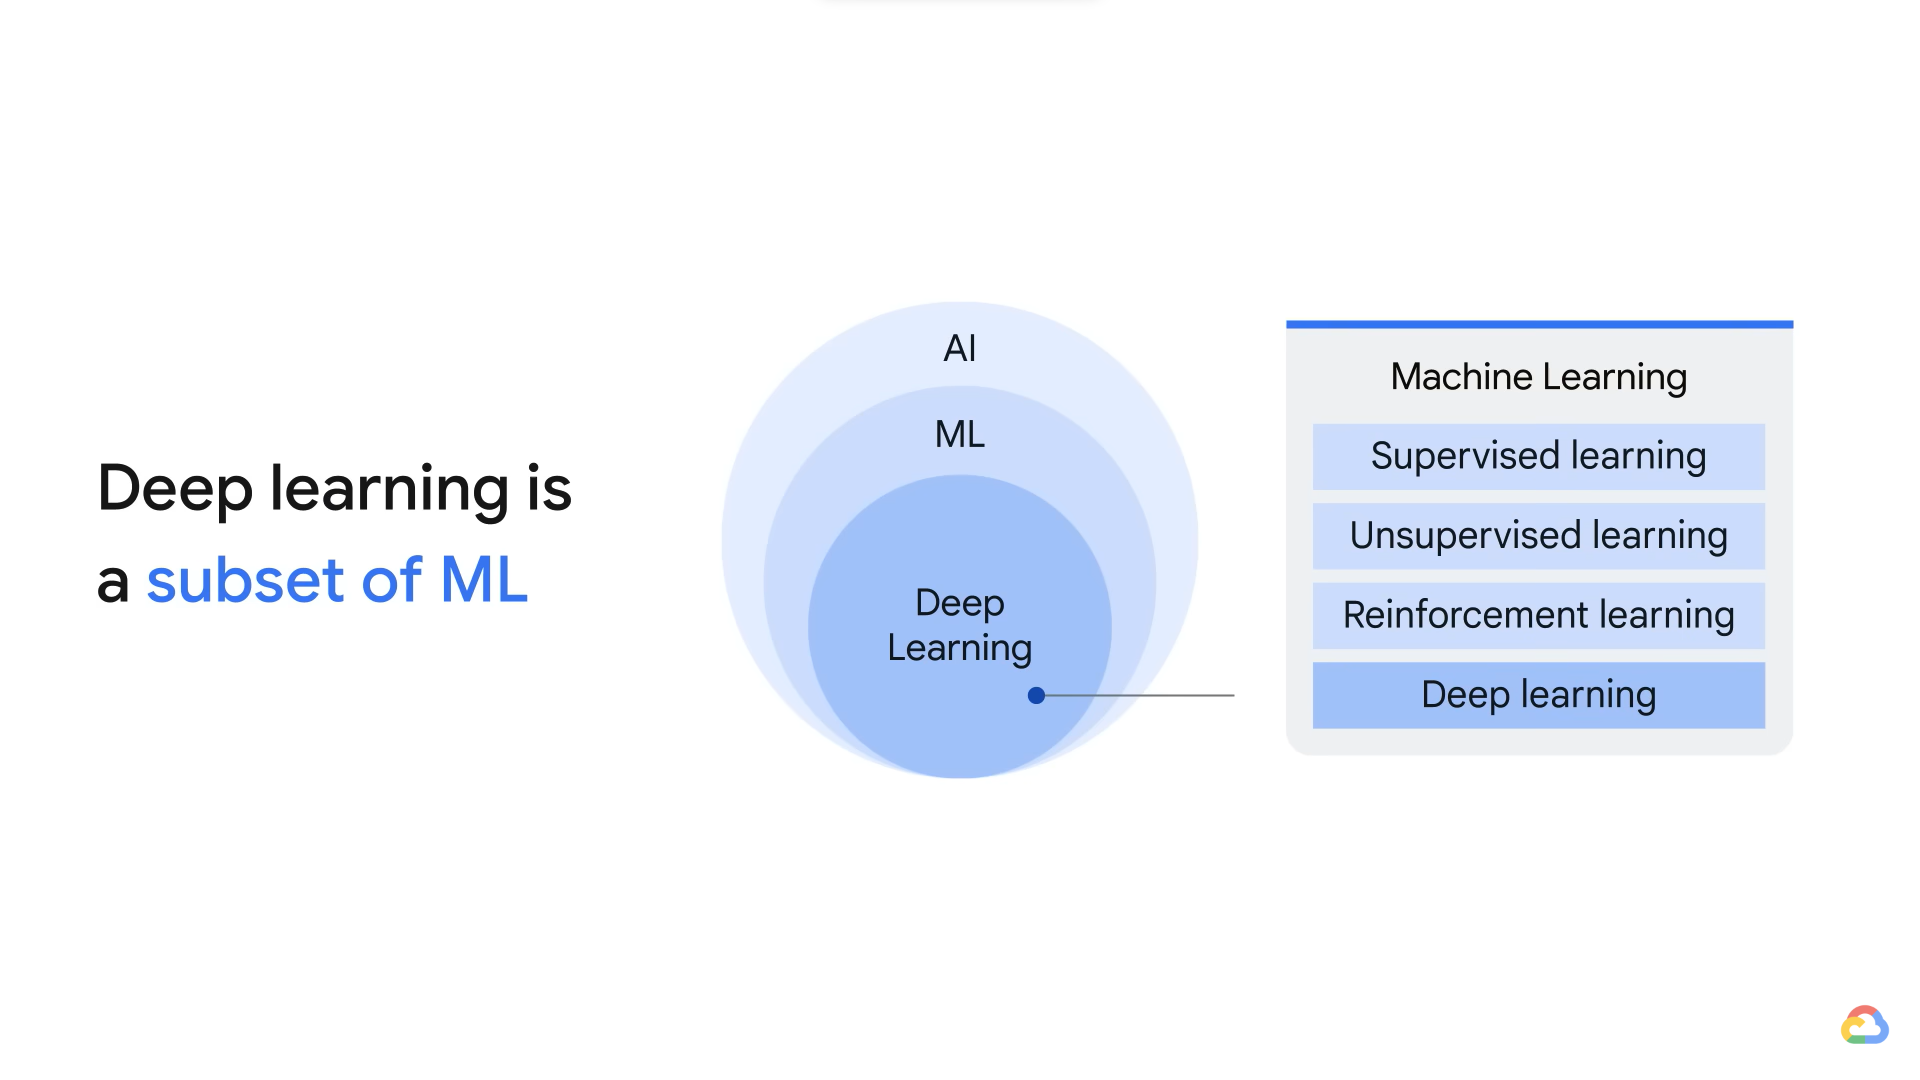 Deep learning is
a subset of ML
AI
ML
Deep
Learning
Machine Learning
Supervised learning
Unsupervised learning
Reinforcement learning
Deep learning